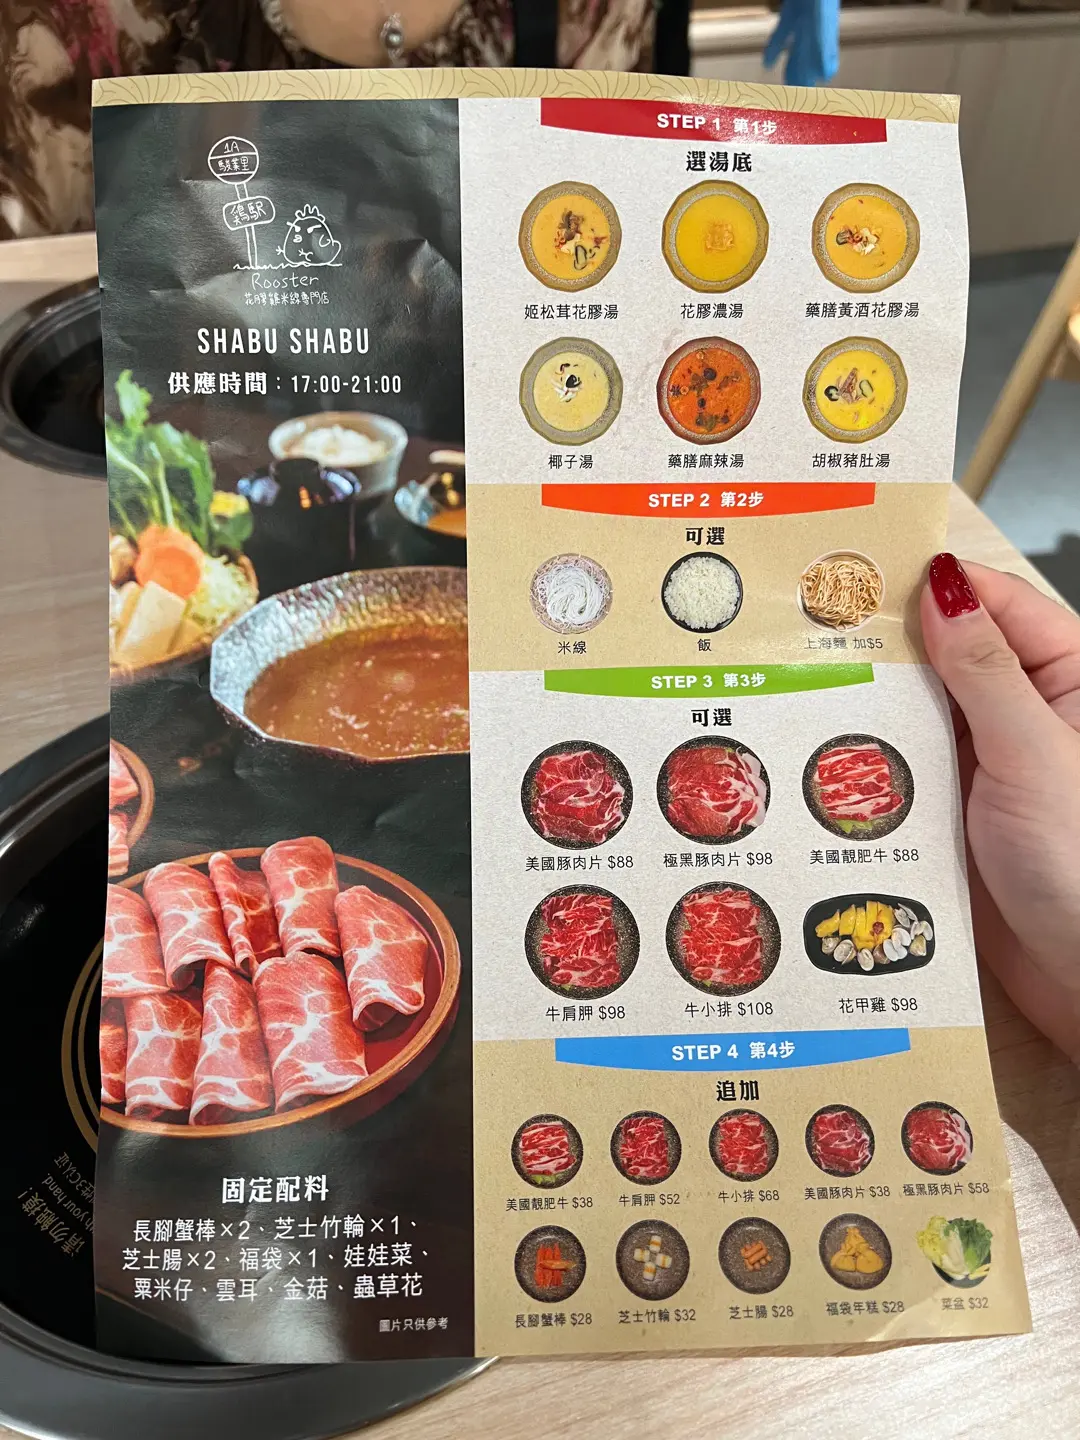 1A
駿業里
鷄駅
Rooster
花膠雞米線專門店
SHABU SHABU
供應時間：17:00-21:00
固定配料
長腳蟹棒×2、芝士竹輪×1、
芝士腸×2、福袋×1、娃娃菜、
粟米仔、雲耳、金菇、蟲草花
圖片只供參考
STEP 1 第1步
選湯底
姬松茸花膠湯
花膠濃湯
藥膳黃酒花膠湯
椰子湯
藥膳麻辣湯
胡椒豬肚湯
STEP 2 第2步
可選
米線
飯
上海麵 加$5
STEP 3 第3步
可選
美國豚肉片 $88
極黑豚肉片 $98
美國靚肥牛 $88
牛肩胛 $98
牛小排 $108
花甲雞 $98
STEP 4 第4步
追加
美國靚肥牛 $38
牛肩胛 $52
牛小排 $68
美國豚肉片 $38
極黑豚肉片 $58
長腳蟹棒 $28
芝士竹輪 $32
芝士腸 $28
福袋年糕 $28
菜盆 $32
请勿触摸！
your hand.